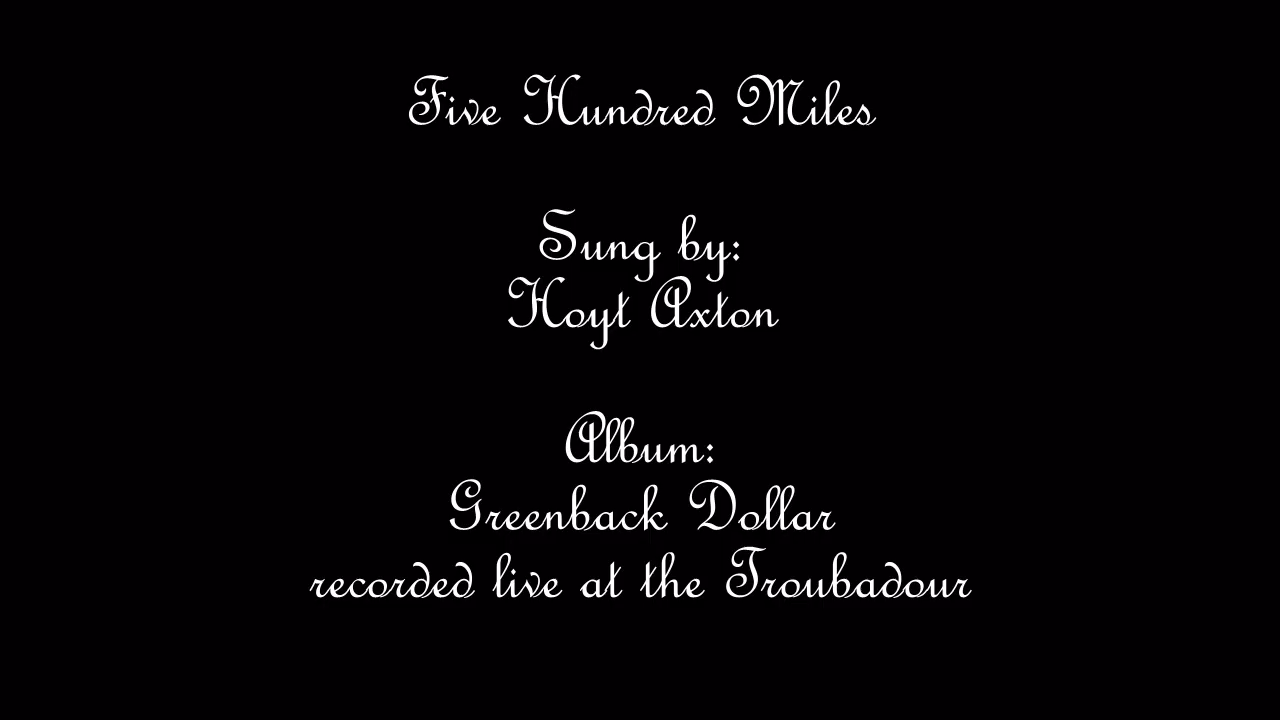 Five Hundred Miles
Sung by:
Hoyt Axton
Album:
Greenback Dollar
recorded live at the Troubadour